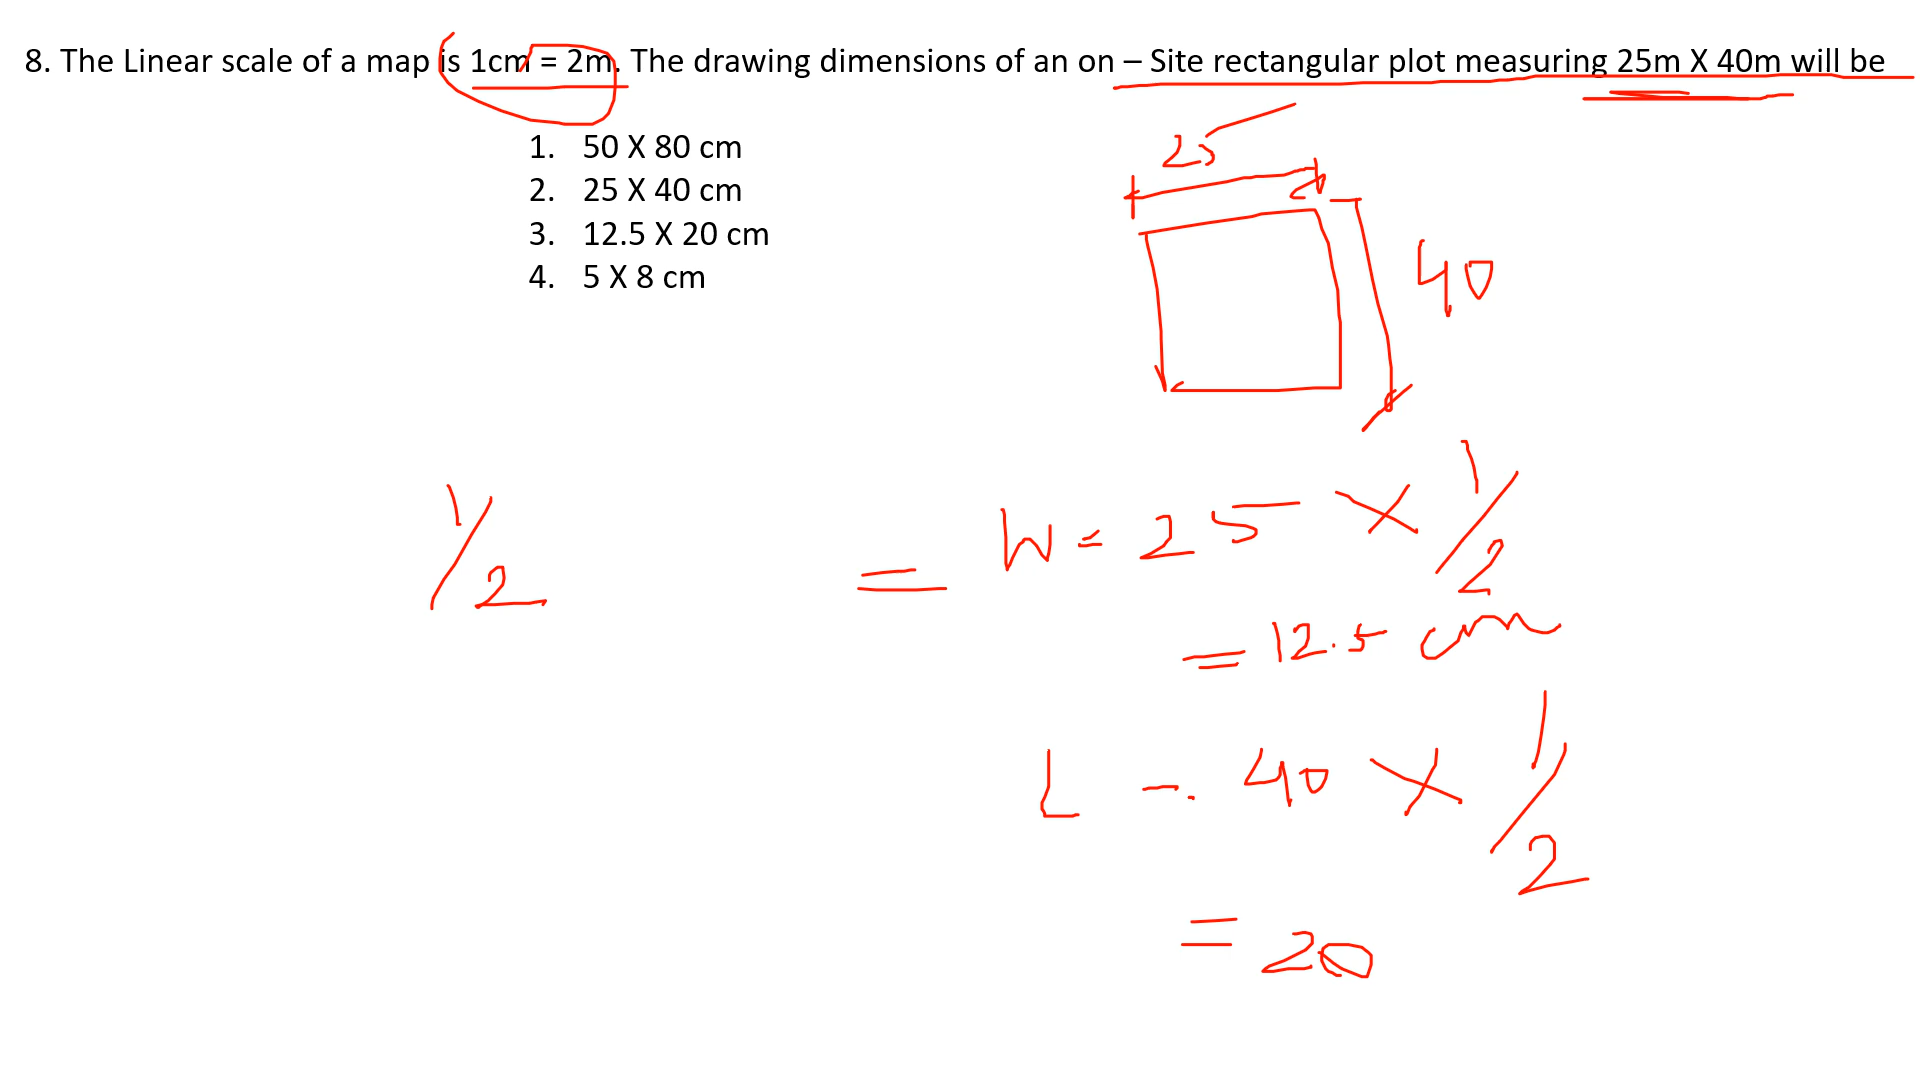 8. The Linear scale of a map is 1cm = 2m. The drawing dimensions of an on – Site rectangular plot measuring 25m X 40m will be
1. 50 X 80 cm
2. 25 X 40 cm
3. 12.5 X 20 cm
4. 5 X 8 cm
25
40
1/2
= W = 25 X 1/2
= 12.5 cm
L - . 40 X 1/2
= 20